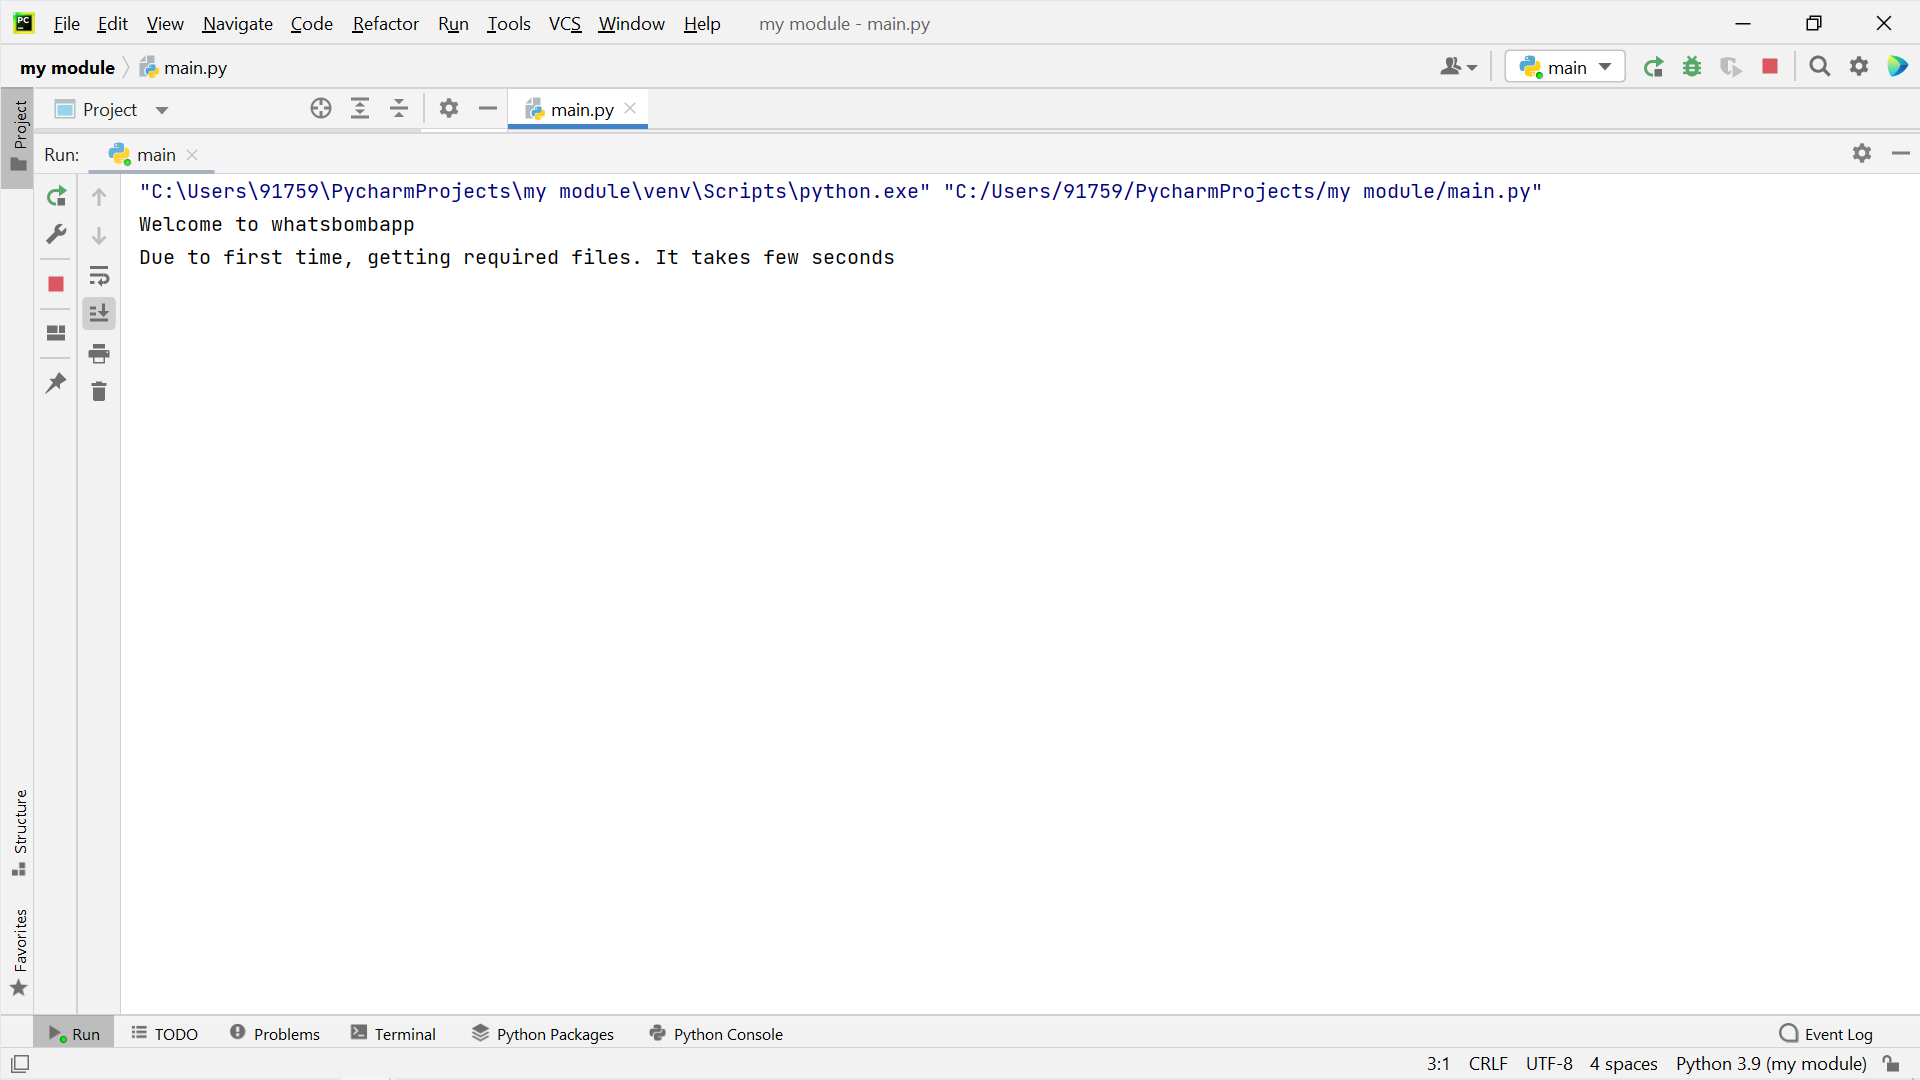 PC File Edit View Navigate Code Refactor Run Tools VCS Window Help my module - main.py
my module main.py main
Project main.py
Project
Run: main
"C:\Users\91759\PycharmProjects\my module\venv\Scripts\python.exe" "C:/Users/91759/PycharmProjects/my module/main.py"
Welcome to whatsbombapp
Due to first time, getting required files. It takes few seconds
Structure
Favorites
Run TODO Problems Terminal Python Packages Python Console Event Log
3:1 CRLF UTF-8 4 spaces Python 3.9 (my module)